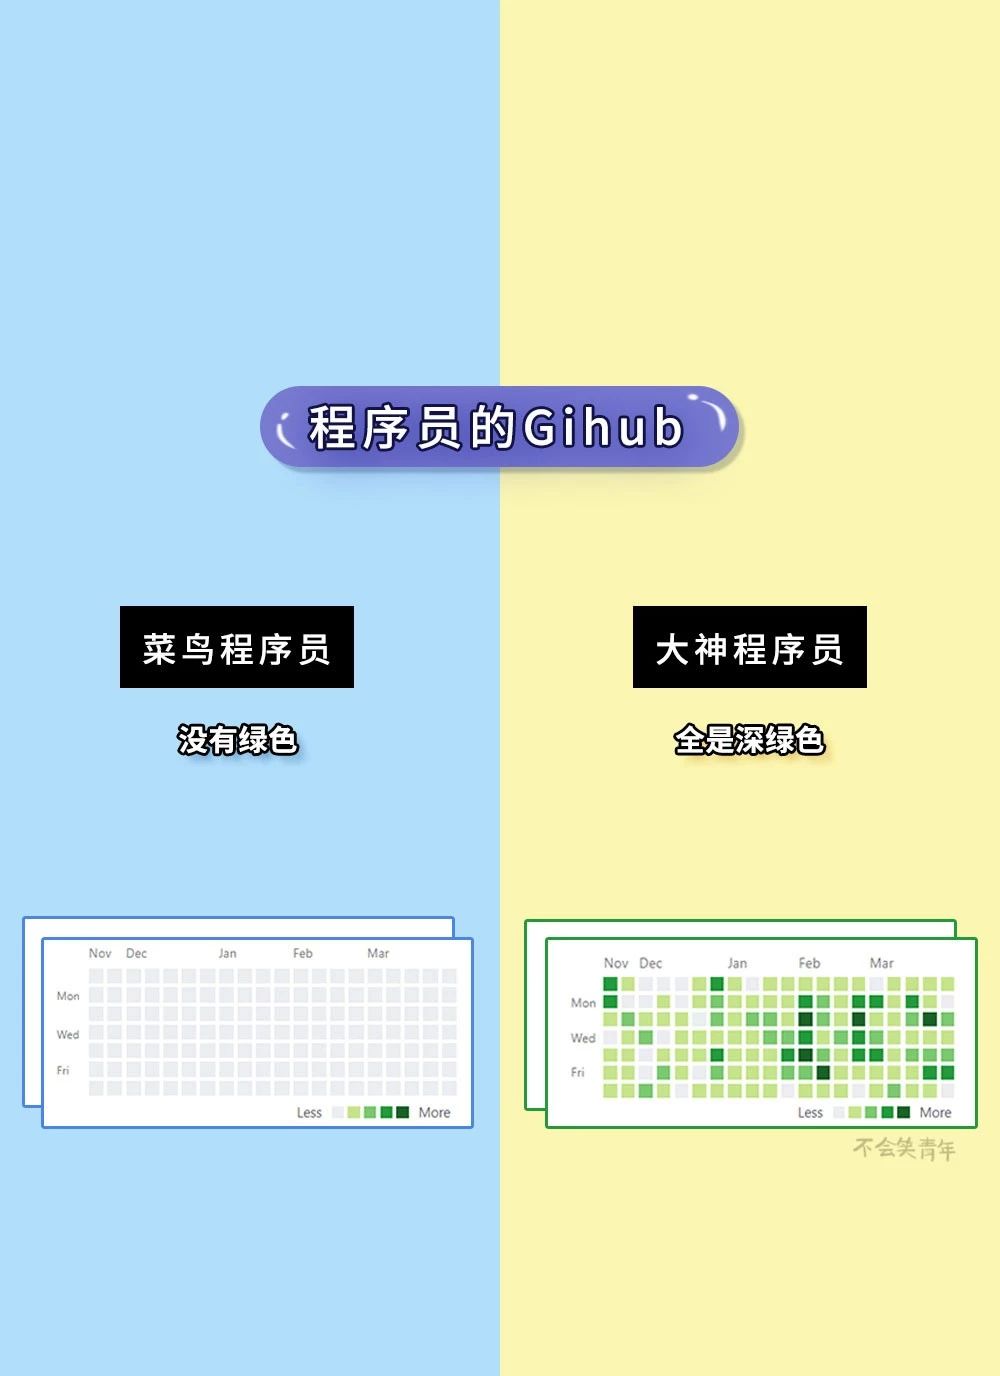 程序员的Gihub
菜鸟程序员
没有绿色
Nov Dec Jan Feb Mar
Mon
Wed
Fri
Less More
大神程序员
全是深绿色
Nov Dec Jan Feb Mar
Mon
Wed
Fri
Less More
不会笑青年